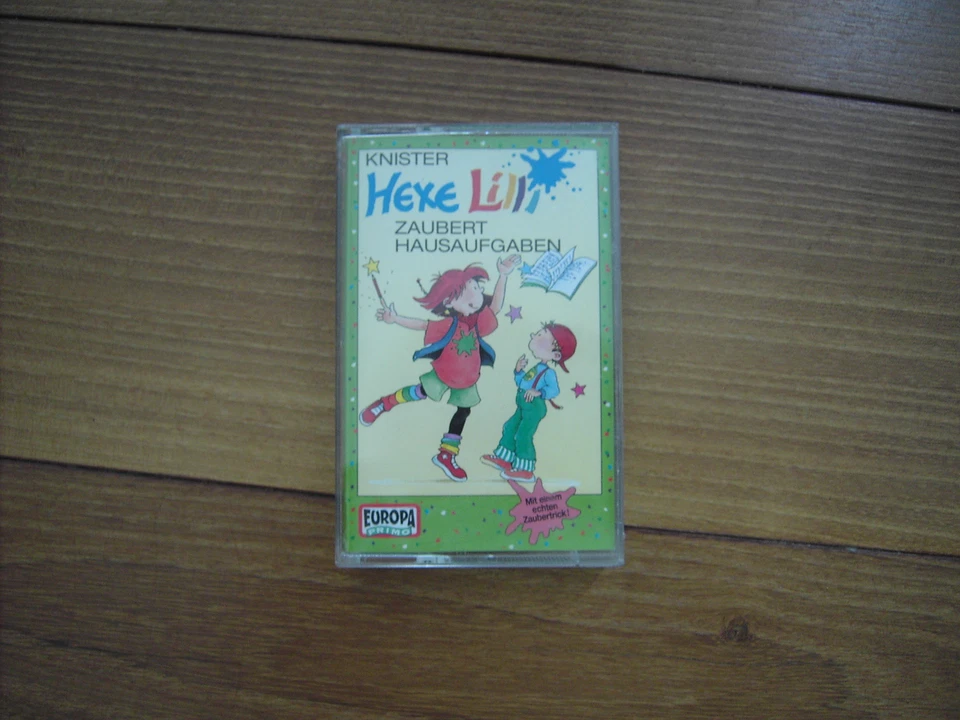 KNISTER
HEXE Lilli
ZAUBERT
HAUSAUFGABEN
EUROPA
PRIMO
Mit einem
echten
Zaubertrick!